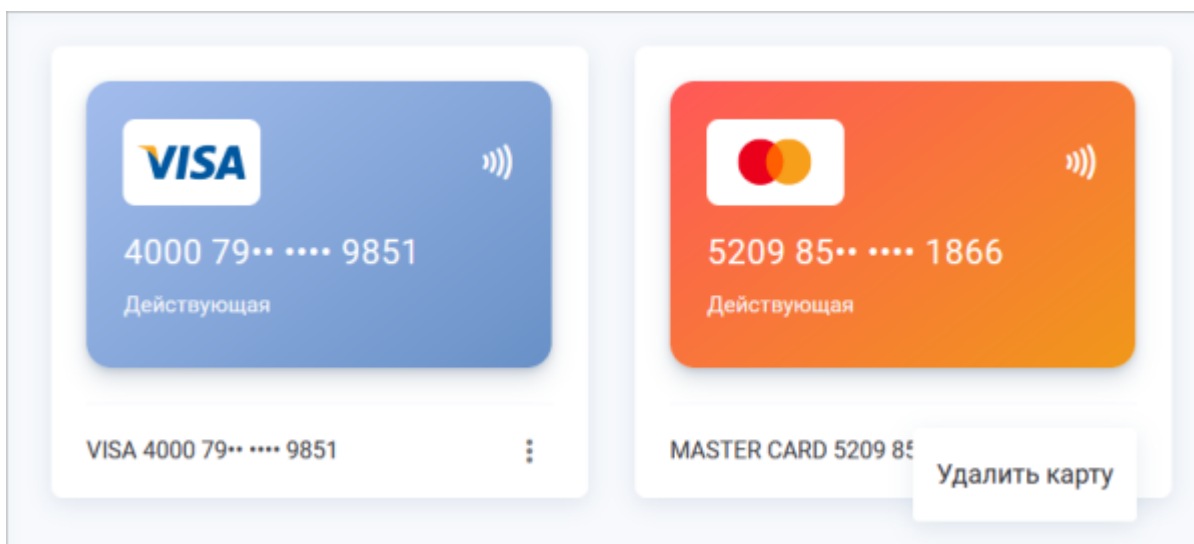 VISA
4000 79•• •••• 9851
Действующая
VISA 4000 79•• •••• 9851
5209 85•• •••• 1866
Действующая
MASTER CARD 5209 85
Удалить карту